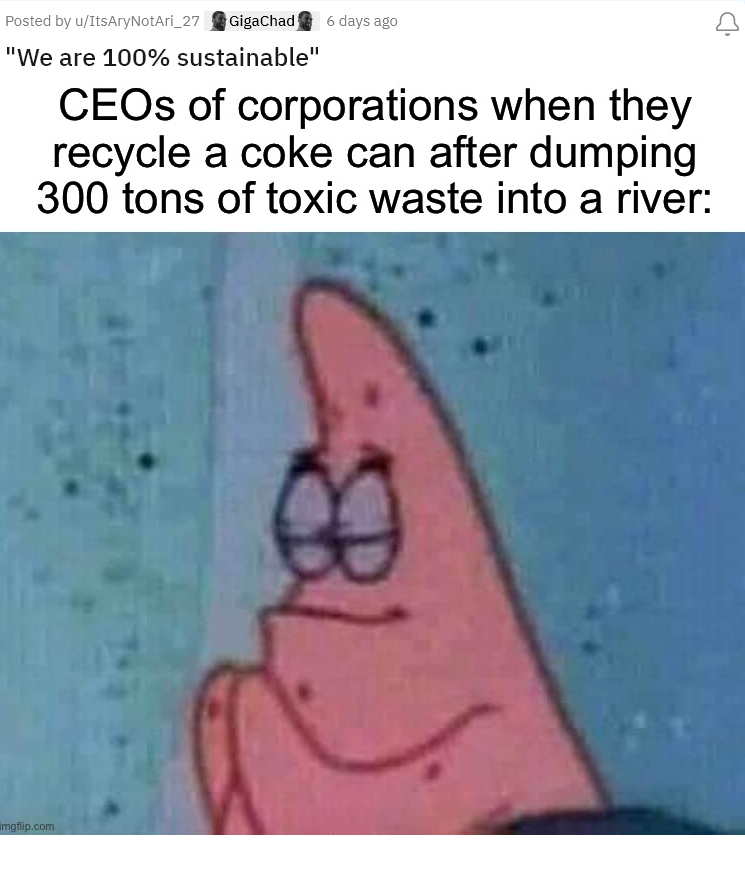 Posted by u/ItsAryNotAri_27 GigaChad 6 days ago
"We are 100% sustainable"
CEOs of corporations when they
recycle a coke can after dumping
300 tons of toxic waste into a river:
imgflip.com